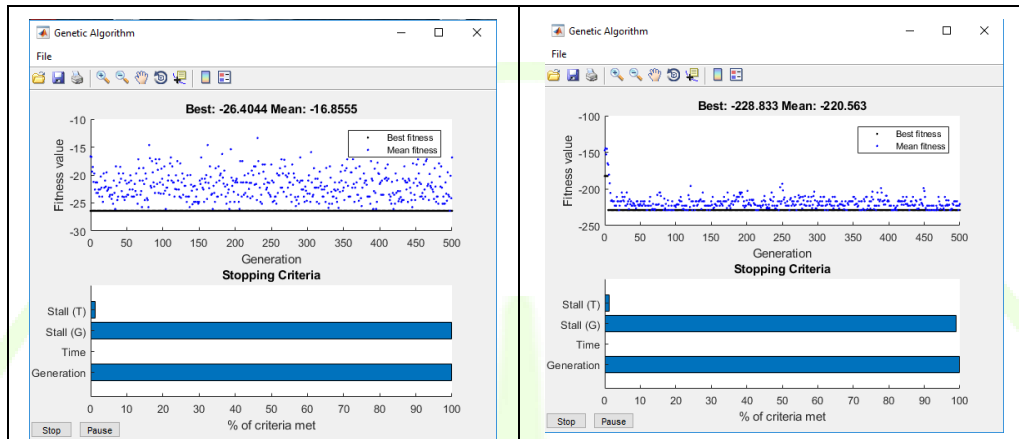 Genetic Algorithm
File
Best: -26.4044 Mean: -16.8555
-10
-15
-20
-25
-30
Fitness value
Best fitness
Mean fitness
0 50 100 150 200 250 300 350 400 450 500
Generation
Stopping Criteria
Stall (T)
Stall (G)
Time
Generation
0 10 20 30 40 50 60 70 80 90 100
% of criteria met
Stop Pause
Genetic Algorithm
File
Best: -228.833 Mean: -220.563
-100
-150
-200
-250
Fitness value
Best fitness
Mean fitness
0 50 100 150 200 250 300 350 400 450 500
Generation
Stopping Criteria
Stall (T)
Stall (G)
Time
Generation
0 10 20 30 40 50 60 70 80 90 100
% of criteria met
Stop Pause